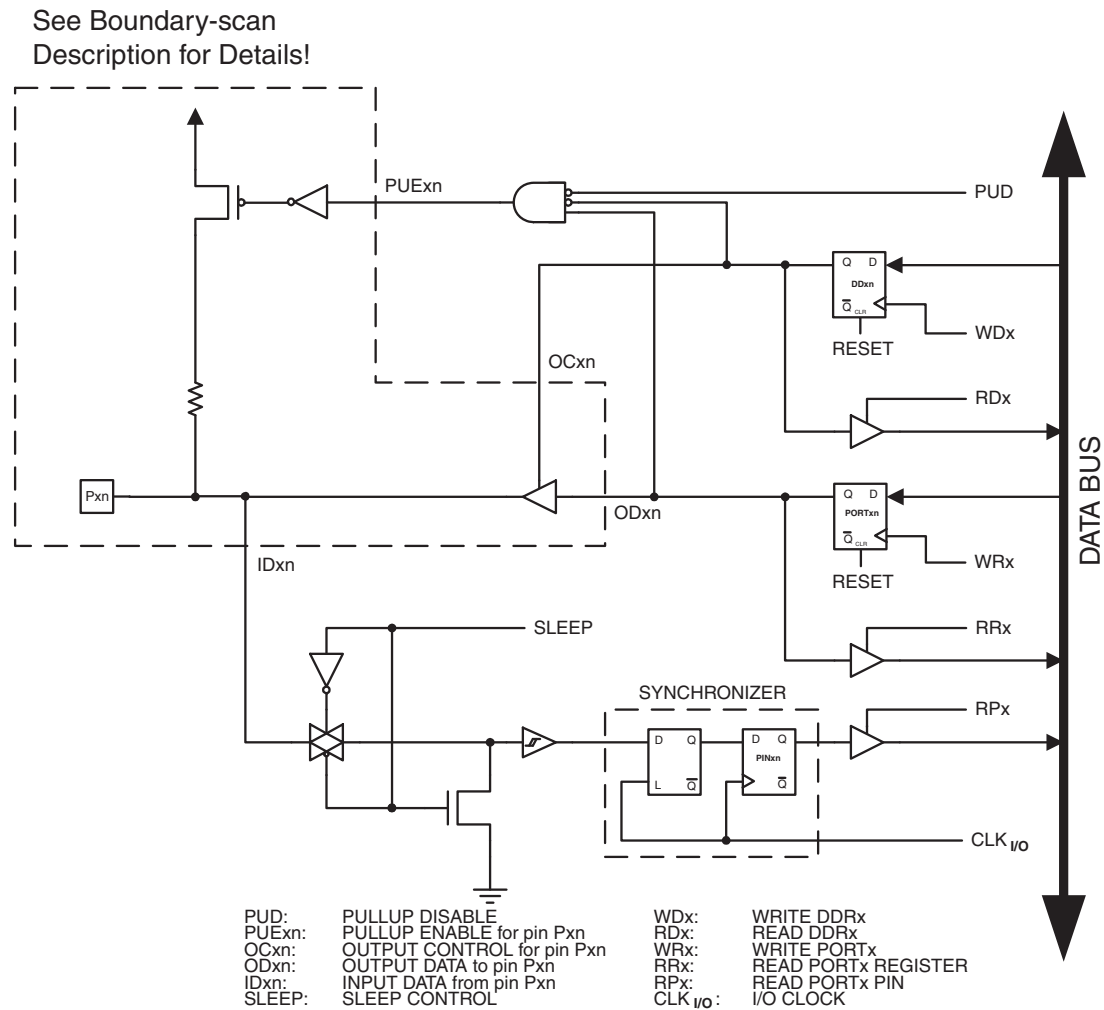 See Boundary-scan
Description for Details!
PUExn
PUD
Q D
DDxn
Q CLR
WDx
RESET
OCxn
RDx
Pxn
ODxn
Q D
PORTxn
Q CLR
WRx
RESET
IDxn
DATA BUS
SLEEP
RRx
SYNCHRONIZER
RPx
D Q
L Q
D Q
PINxn
Q
CLK I/O
PUD: PULLUP DISABLE
PUExn: PULLUP ENABLE for pin Pxn
OCxn: OUTPUT CONTROL for pin Pxn
ODxn: OUTPUT DATA to pin Pxn
IDxn: INPUT DATA from pin Pxn
SLEEP: SLEEP CONTROL
WDx: WRITE DDRx
RDx: READ DDRx
WRx: WRITE PORTx
RRx: READ PORTx REGISTER
RPx: READ PORTx PIN
CLK I/O : I/O CLOCK